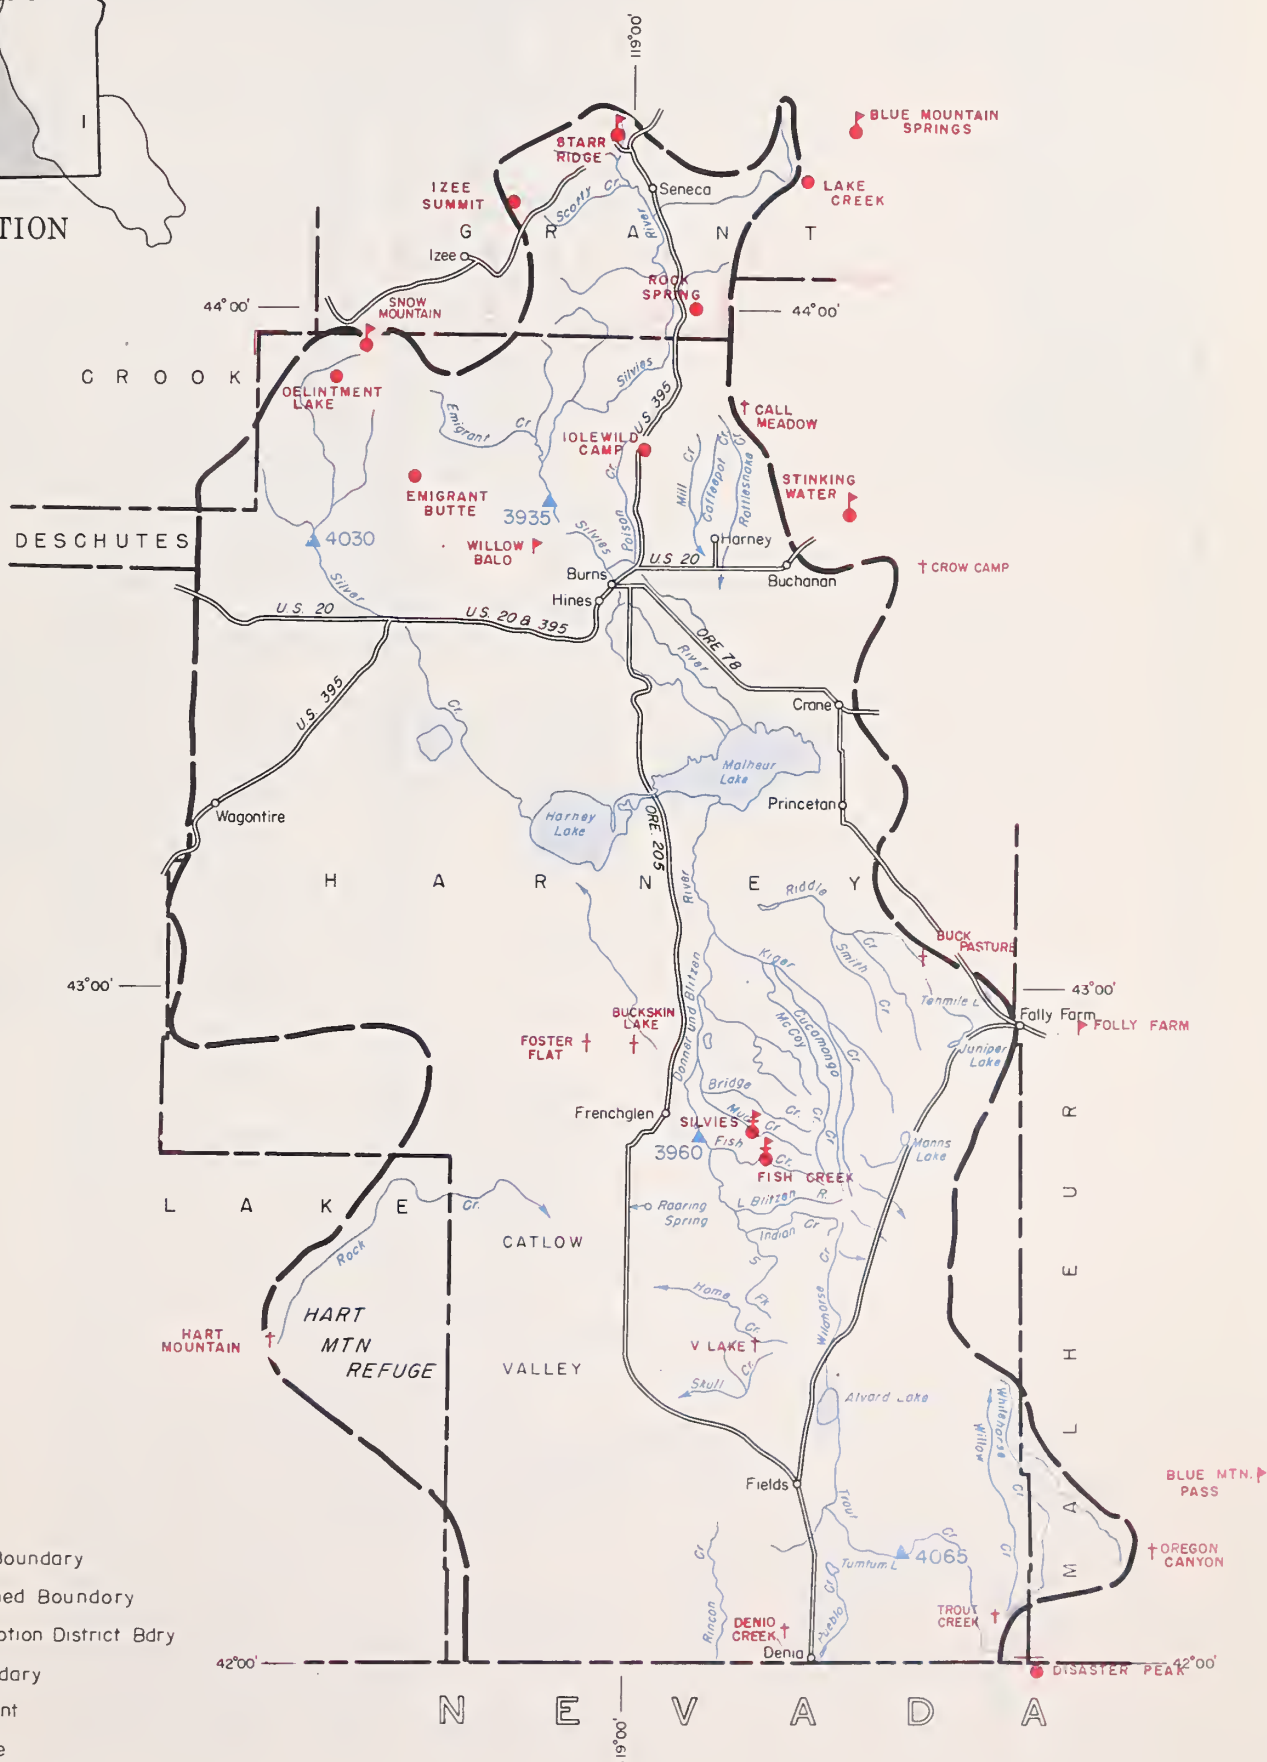 TION
I
119°00'
BLUE MOUNTAIN
SPRINGS
STARR
RIDGE
IZEE
SUMMIT
Scotty Cr.
Seneca
LAKE
CREEK
River
G R A N T
Izee
ROCK
SPRING
44°00'
SNOW
MOUNTAIN
44°00'
C R O O K
DELINTMENT
LAKE
Silvies
U.S. 395
Emigrant Cr.
CALL
MEADOW
IDLEWILD
CAMP
Cr.
Mill Cr
Coffeepot Cr
Rattlesnake Cr
STINKING
WATER
EMIGRANT
BUTTE
3935
Poison
DESCHUTES
4030
WILLOW
BALD
Silvies
Harney
U.S 20
CROW CAMP
Burns
Buchanan
Silver
Hines
U.S. 20
U.S. 20 & 395
ORE 78
River
U.S. 395
Cr.
Crane
Malheur
Lake
Princeton
Wagontire
Harney
Lake
ORE. 205
H A R N E Y
River
Riddle
Cr
Smith
Cr
BUCK
PASTURE
Kiger
43°00'
Donner und Blitzen
43°00'
Tenmile L
BUCKSKIN
LAKE
Cucamonga
McCoy
Cr
Folly Farm
FOLLY FARM
FOSTER
FLAT
Juniper
Lake
Bridge
Cr.
Frenchglen
SILVIES
Mud Cr
Cr.
Cr
3960
Fish Cr.
Manns
Lake
FISH CREEK
L A K E
Cr.
L Blitzen R.
Roaring
Spring
Indian Cr
CATLOW
Rock
S
Fk
Cr
Home
Cr.
Wildhorse
HART
MTN
REFUGE
HART
MOUNTAIN
V LAKE
VALLEY
Skull
Cr.
Alvord Lake
Whitehorse
Willow
M A L H E U R
Fields
BLUE MTN.
PASS
Trout
Cr
Cr
4065
Tumtum L
OREGON
CANYON
Boundary
Rincon Cr
Cr
Pueblo
Cr
ned Boundary
TROUT
CREEK
DENIO
CREEK
ption District Bdry
Denio
42°00'
42°00'
DISASTER PEAK
dary
nt
N E V A D A
e
119°00'